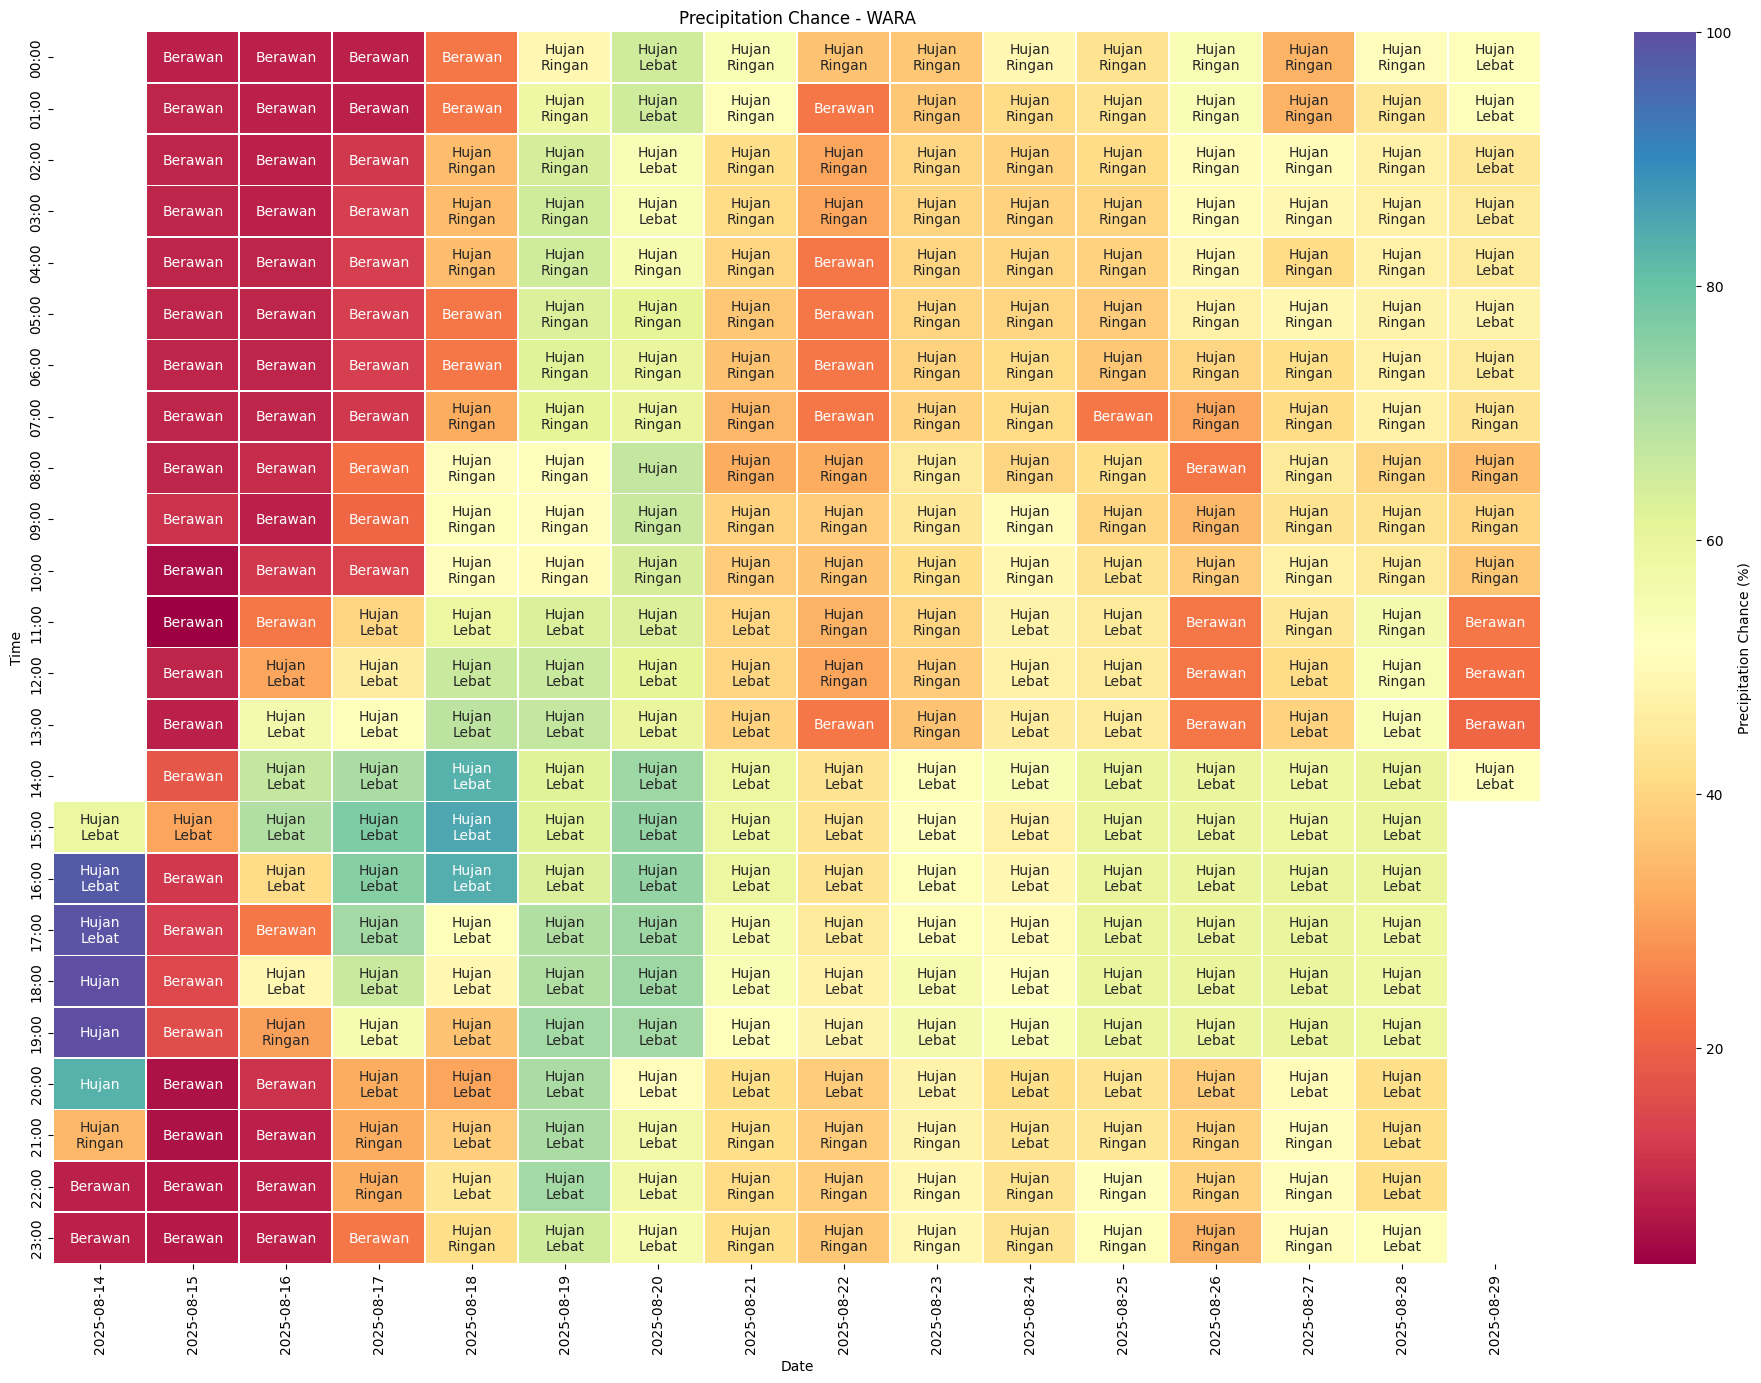 Precipitation Chance - WARA
00:00 Berawan Berawan Berawan Berawan Hujan Ringan Hujan Lebat Hujan Ringan Hujan Ringan Hujan Ringan Hujan Ringan Hujan Ringan Hujan Ringan Hujan Ringan Hujan Ringan Hujan Lebat
01:00 Berawan Berawan Berawan Berawan Hujan Ringan Hujan Lebat Hujan Ringan Berawan Hujan Ringan Hujan Ringan Hujan Ringan Hujan Ringan Hujan Ringan Hujan Ringan Hujan Lebat
02:00 Berawan Berawan Berawan Hujan Ringan Hujan Ringan Hujan Lebat Hujan Ringan Hujan Ringan Hujan Ringan Hujan Ringan Hujan Ringan Hujan Ringan Hujan Ringan Hujan Ringan Hujan Lebat
03:00 Berawan Berawan Berawan Hujan Ringan Hujan Ringan Hujan Lebat Hujan Ringan Hujan Ringan Hujan Ringan Hujan Ringan Hujan Ringan Hujan Ringan Hujan Ringan Hujan Ringan Hujan Lebat
04:00 Berawan Berawan Berawan Hujan Ringan Hujan Ringan Hujan Ringan Hujan Ringan Berawan Hujan Ringan Hujan Ringan Hujan Ringan Hujan Ringan Hujan Ringan Hujan Ringan Hujan Lebat
05:00 Berawan Berawan Berawan Berawan Hujan Ringan Hujan Ringan Hujan Ringan Berawan Hujan Ringan Hujan Ringan Hujan Ringan Hujan Ringan Hujan Ringan Hujan Ringan Hujan Lebat
06:00 Berawan Berawan Berawan Berawan Hujan Ringan Hujan Ringan Hujan Ringan Berawan Hujan Ringan Hujan Ringan Hujan Ringan Hujan Ringan Hujan Ringan Hujan Ringan Hujan Lebat
07:00 Berawan Berawan Berawan Hujan Ringan Hujan Ringan Hujan Ringan Hujan Ringan Berawan Hujan Ringan Hujan Ringan Berawan Hujan Ringan Hujan Ringan Hujan Ringan Hujan Ringan
08:00 Berawan Berawan Berawan Hujan Ringan Hujan Ringan Hujan Hujan Ringan Hujan Ringan Hujan Ringan Hujan Ringan Hujan Ringan Berawan Hujan Ringan Hujan Ringan Hujan Ringan
09:00 Berawan Berawan Berawan Hujan Ringan Hujan Ringan Hujan Ringan Hujan Ringan Hujan Ringan Hujan Ringan Hujan Ringan Hujan Ringan Hujan Ringan Hujan Ringan Hujan Ringan Hujan Ringan
10:00 Berawan Berawan Berawan Hujan Ringan Hujan Ringan Hujan Ringan Hujan Ringan Hujan Ringan Hujan Ringan Hujan Ringan Hujan Lebat Hujan Ringan Hujan Ringan Hujan Ringan Hujan Ringan
11:00 Berawan Berawan Hujan Lebat Hujan Lebat Hujan Lebat Hujan Lebat Hujan Lebat Hujan Ringan Hujan Ringan Hujan Lebat Hujan Lebat Berawan Hujan Ringan Hujan Ringan Berawan
12:00 Berawan Hujan Lebat Hujan Lebat Hujan Lebat Hujan Lebat Hujan Lebat Hujan Lebat Hujan Ringan Hujan Ringan Hujan Lebat Hujan Lebat Berawan Hujan Lebat Hujan Ringan Berawan
13:00 Berawan Hujan Lebat Hujan Lebat Hujan Lebat Hujan Lebat Hujan Lebat Hujan Lebat Berawan Hujan Ringan Hujan Lebat Hujan Lebat Berawan Hujan Lebat Hujan Lebat Berawan
14:00 Berawan Hujan Lebat Hujan Lebat Hujan Lebat Hujan Lebat Hujan Lebat Hujan Lebat Hujan Lebat Hujan Lebat Hujan Lebat Hujan Lebat Hujan Lebat Hujan Lebat Hujan Lebat Hujan Lebat
15:00 Hujan Lebat Hujan Lebat Hujan Lebat Hujan Lebat Hujan Lebat Hujan Lebat Hujan Lebat Hujan Lebat Hujan Lebat Hujan Lebat Hujan Lebat Hujan Lebat Hujan Lebat Hujan Lebat Hujan Lebat
16:00 Hujan Lebat Berawan Hujan Lebat Hujan Lebat Hujan Lebat Hujan Lebat Hujan Lebat Hujan Lebat Hujan Lebat Hujan Lebat Hujan Lebat Hujan Lebat Hujan Lebat Hujan Lebat Hujan Lebat
17:00 Hujan Lebat Berawan Berawan Hujan Lebat Hujan Lebat Hujan Lebat Hujan Lebat Hujan Lebat Hujan Lebat Hujan Lebat Hujan Lebat Hujan Lebat Hujan Lebat Hujan Lebat Hujan Lebat
18:00 Hujan Berawan Hujan Lebat Hujan Lebat Hujan Lebat Hujan Lebat Hujan Lebat Hujan Lebat Hujan Lebat Hujan Lebat Hujan Lebat Hujan Lebat Hujan Lebat Hujan Lebat Hujan Lebat
19:00 Hujan Berawan Hujan Ringan Hujan Lebat Hujan Lebat Hujan Lebat Hujan Lebat Hujan Lebat Hujan Lebat Hujan Lebat Hujan Lebat Hujan Lebat Hujan Lebat Hujan Lebat Hujan Lebat
20:00 Hujan Berawan Berawan Hujan Lebat Hujan Lebat Hujan Lebat Hujan Lebat Hujan Lebat Hujan Lebat Hujan Lebat Hujan Lebat Hujan Lebat Hujan Lebat Hujan Lebat Hujan Lebat
21:00 Hujan Ringan Berawan Berawan Hujan Ringan Hujan Lebat Hujan Lebat Hujan Lebat Hujan Ringan Hujan Ringan Hujan Ringan Hujan Lebat Hujan Ringan Hujan Ringan Hujan Ringan Hujan Lebat
22:00 Berawan Berawan Berawan Hujan Ringan Hujan Lebat Hujan Lebat Hujan Lebat Hujan Ringan Hujan Ringan Hujan Ringan Hujan Ringan Hujan Ringan Hujan Ringan Hujan Ringan Hujan Lebat
23:00 Berawan Berawan Berawan Berawan Hujan Ringan Hujan Lebat Hujan Lebat Hujan Ringan Hujan Ringan Hujan Ringan Hujan Ringan Hujan Ringan Hujan Ringan Hujan Ringan Hujan Lebat
Time
2025-08-14 2025-08-15 2025-08-16 2025-08-17 2025-08-18 2025-08-19 2025-08-20 2025-08-21 2025-08-22 2025-08-23 2025-08-24 2025-08-25 2025-08-26 2025-08-27 2025-08-28 2025-08-29
Date
100
80
60
40
20
Precipitation Chance (%)